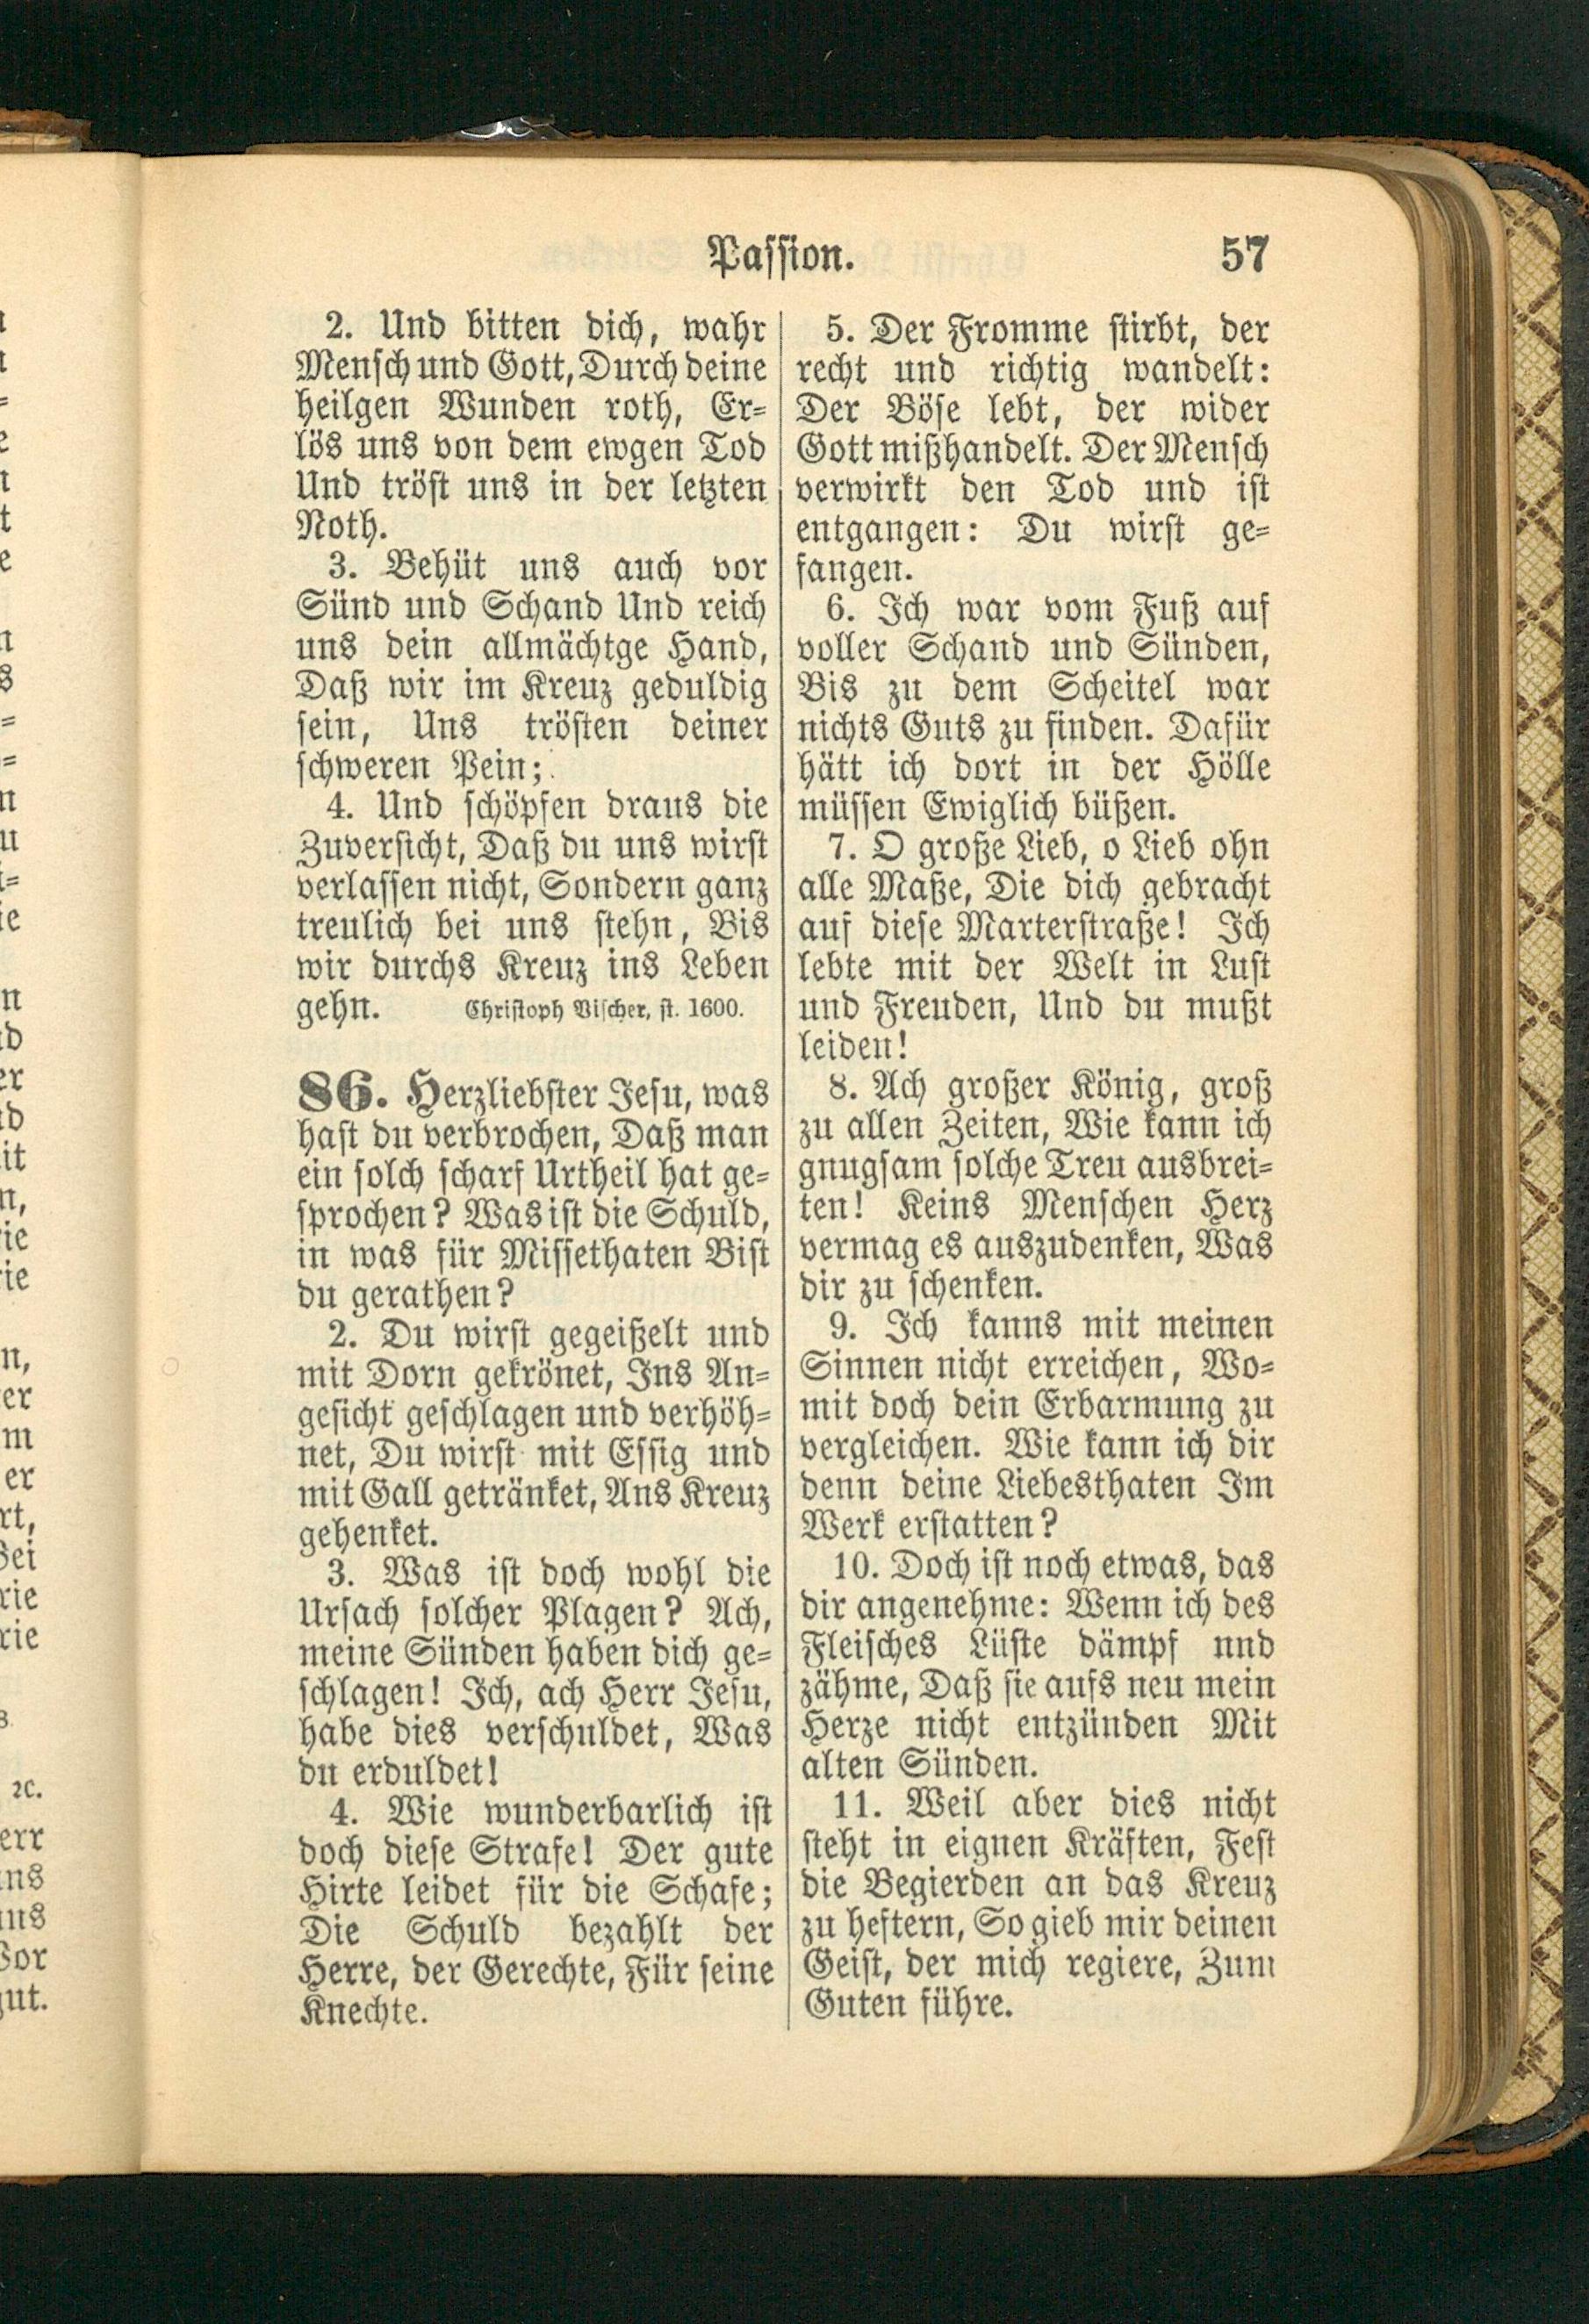 Passion. 57
2. Und bitten dich, wahr
Mensch und Gott, Durch deine
heilgen Wunden roth, Er-
lös uns von dem ewgen Tod
Und tröst uns in der letzten
Noth.
3. Behüt uns auch vor
Sünd und Schand Und reich
uns dein allmächtge Hand,
Daß wir im Kreuz geduldig
sein, Uns trösten deiner
schweren Pein;
4. Und schöpfen draus die
Zuversicht, Daß du uns wirst
verlassen nicht, Sondern ganz
treulich bei uns stehn, Bis
wir durchs Kreuz ins Leben
gehn. Christoph Vischer, st. 1600.
86. Herzliebster Jesu, was
hast du verbrochen, Daß man
ein solch scharf Urtheil hat ge-
sprochen? Was ist die Schuld,
in was für Missethaten Bist
du gerathen?
2. Du wirst gegeißelt und
mit Dorn gekrönet, Ins An-
gesicht geschlagen und verhöh-
net, Du wirst mit Essig und
mit Gall getränket, Ans Kreuz
gehenket.
3. Was ist doch wohl die
Ursach solcher Plagen? Ach,
meine Sünden haben dich ge-
schlagen! Ich, ach Herr Jesu,
habe dies verschuldet, Was
du erduldet!
4. Wie wunderbarlich ist
doch diese Strafe! Der gute
Hirte leidet für die Schafe;
Die Schuld bezahlt der
Herre, der Gerechte, Für seine
Knechte.
5. Der Fromme stirbt, der
recht und richtig wandelt:
Der Böse lebt, der wider
Gott mißhandelt. Der Mensch
verwirkt den Tod und ist
entgangen: Du wirst ge-
fangen.
6. Ich war vom Fuß auf
voller Schand und Sünden,
Bis zu dem Scheitel war
nichts Guts zu finden. Dafür
hätt ich dort in der Hölle
müssen Ewiglich büßen.
7. O große Lieb, o Lieb ohn
alle Maße, Die dich gebracht
auf diese Marterstraße! Ich
lebte mit der Welt in Lust
und Freuden, Und du mußt
leiden!
8. Ach großer König, groß
zu allen Zeiten, Wie kann ich
gnugsam solche Treu ausbrei-
ten! Keins Menschen Herz
vermag es auszudenken, Was
dir zu schenken.
9. Ich kanns mit meinen
Sinnen nicht erreichen, Wo-
mit doch dein Erbarmung zu
vergleichen. Wie kann ich dir
denn deine Liebesthaten Im
Werk erstatten?
10. Doch ist noch etwas, das
dir angenehme: Wenn ich des
Fleisches Lüste dämpf und
zähme, Daß sie aufs neu mein
Herze nicht entzünden Mit
alten Sünden.
11. Weil aber dies nicht
steht in eignen Kräften, Fest
die Begierden an das Kreuz
zu heftern, So gieb mir deinen
Geist, der mich regiere, Zum
Guten führe.